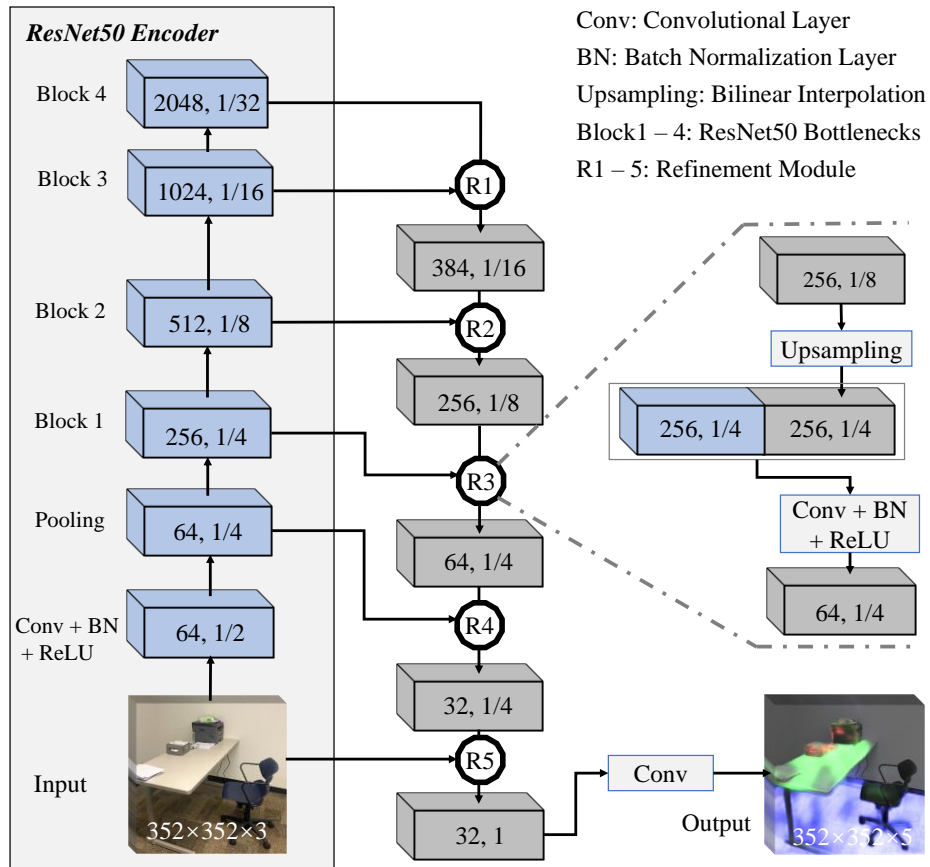 ResNet50 Encoder
Block 4
2048, 1/32
Block 3
1024, 1/16
Block 2
512, 1/8
Block 1
256, 1/4
Pooling
64, 1/4
Conv + BN
+ ReLU
64, 1/2
Input
352×352×3
R1
384, 1/16
R2
256, 1/8
R3
64, 1/4
R4
32, 1/4
R5
32, 1
Conv
Output
352×352×5
Conv: Convolutional Layer
BN: Batch Normalization Layer
Upsampling: Bilinear Interpolation
Block1 – 4: ResNet50 Bottlenecks
R1 – 5: Refinement Module
256, 1/8
Upsampling
256, 1/4
256, 1/4
Conv + BN
+ ReLU
64, 1/4